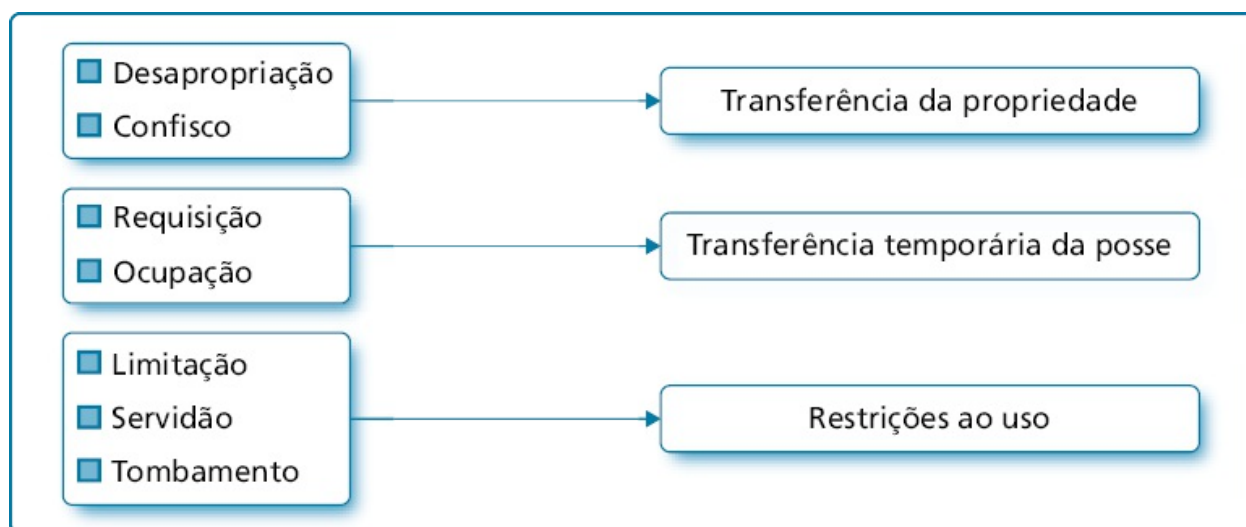 Desapropriação
Confisco
Transferência da propriedade
Requisição
Ocupação
Transferência temporária da posse
Limitação
Servidão
Tombamento
Restrições ao uso